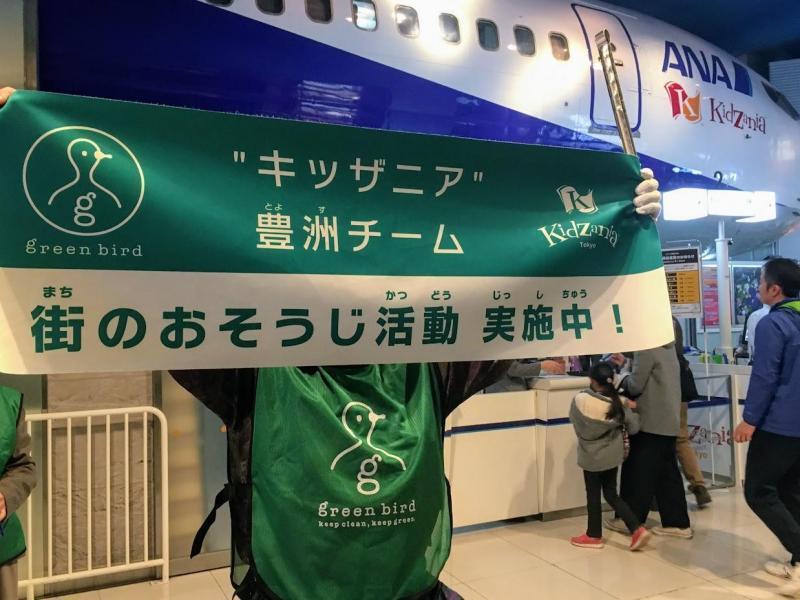 ANA
KidZania
"キッザニア"
とよ す
豊洲チーム
g
green bird
K
KidZania
Tokyo
まち かつ どう じっ し ちゅう
街のおそうじ活動 実施中！
g
green bird
keep clean, keep green.